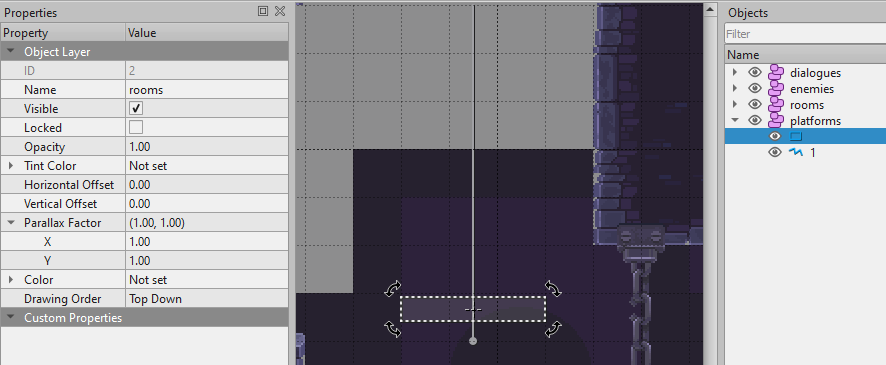 Properties
Property Value
Object Layer
ID 2
Name rooms
Visible
Locked
Opacity 1.00
Tint Color Not set
Horizontal Offset 0.00
Vertical Offset 0.00
Parallax Factor (1.00, 1.00)
X 1.00
Y 1.00
Color Not set
Drawing Order Top Down
Custom Properties
Objects
Filter
Name
dialogues
enemies
rooms
platforms
1